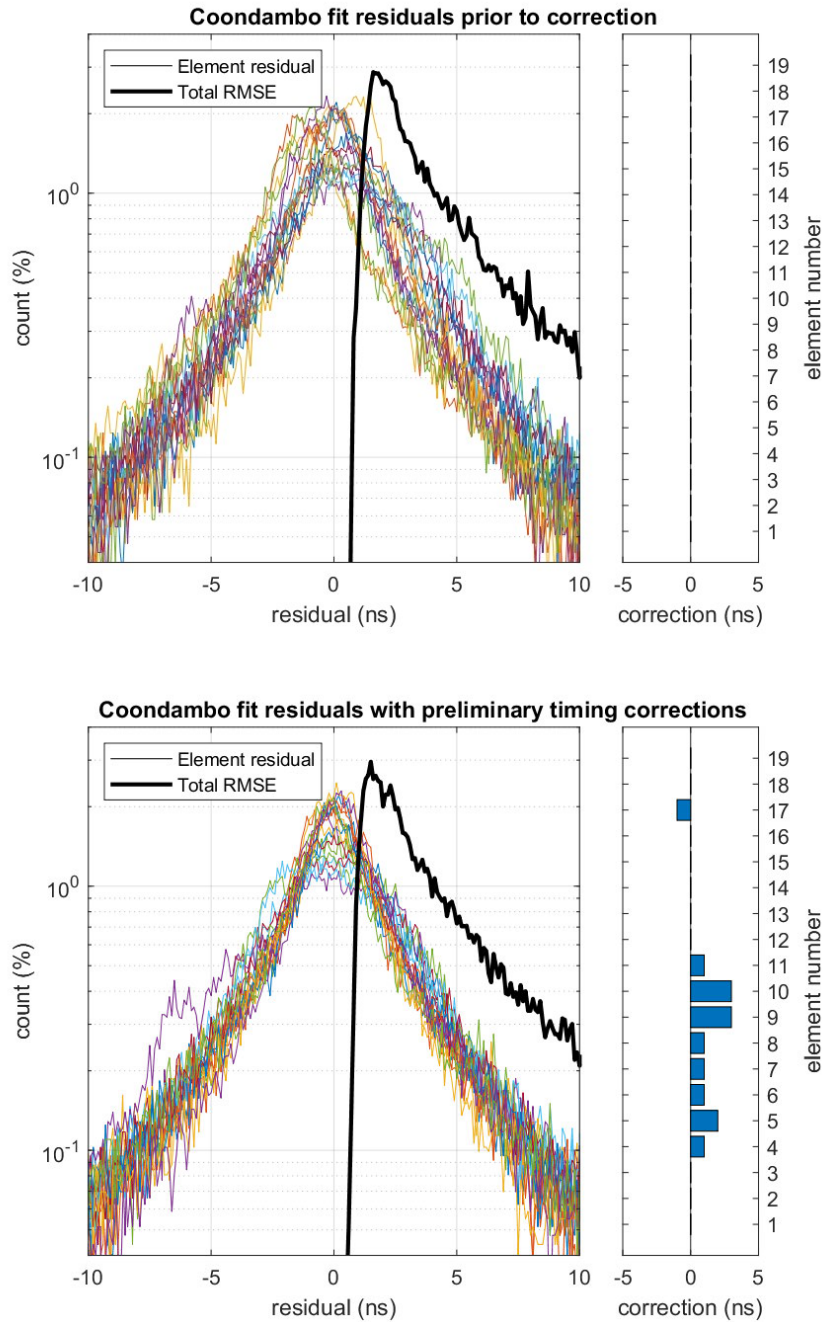 Coondambo fit residuals prior to correction
Element residual
Total RMSE
count (%)
10^0
10^-1
-10 -5 0 5 10
residual (ns)
19
18
17
16
15
14
13
12
11
10
9
8
7
6
5
4
3
2
1
element number
-5 0 5
correction (ns)
Coondambo fit residuals with preliminary timing corrections
Element residual
Total RMSE
count (%)
10^0
10^-1
-10 -5 0 5 10
residual (ns)
19
18
17
16
15
14
13
12
11
10
9
8
7
6
5
4
3
2
1
element number
-5 0 5
correction (ns)